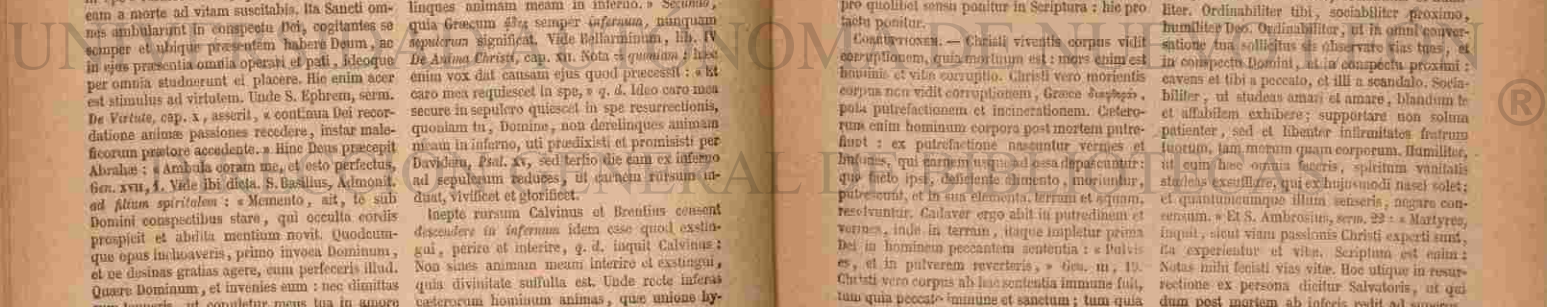 eam a morte ad vitam suscitabis. Ita Sancti om-
nes ambularunt in conspectu Dei, cogitantes se
semper et ubique præsentem habere Deum, ac
in ejus præsentia omnia operari et pati, ideoque
per omnia studuerunt ei placere. Hic enim acer
est stimulus ad virtutem. Unde S. Ephrem, serm.
De Virtute, cap. x, asserit, « continua Dei recor-
datione animæ passiones recedere, instar male-
ficorum prætore accedente. » Hinc Deus præcepit
Abrahæ : « Ambula coram me, et esto perfectus,
Gen. XVII, 1. Vide ibi dicta. S. Basilius, Admonit.
ad filium spiritalem : « Memento, ait, te sub
Domini conspectibus stare, qui occulta cordis
prospicit et abdita mentium novit. Quodcum-
que opus inchoaveris, primo invoca Dominum,
et ne desinas gratias agere, cum perfeceris illud.
Quære Dominum, et invenies eum : nec dimittas
ut copuletur mens tua in amore
linques animam meam in inferno. » Secundo,
quia Græcum ᾅδης semper infernum, nunquam
sepulcrum significat. Vide Bellarminum, lib. IV
De Anima Christi, cap. XII. Nota quoniam : hæc
enim vox dat causam ejus quod præcessit : « Et
caro mea requiescet in spe, » q. d. Ideo caro mea
secure in sepulcro quiescet in spe resurrectionis,
quoniam tu, Domine, non derelinques animam
meam in inferno, uti prædixisti et promisisti per
Davidem, Psal. XV, sed tertio die eam ex inferno
ad sepulcrum reduces, ut carnem rursum in-
duat, vivificet et glorificet.
Inepte rursum Calvinus et Brentius censent
descendere in infernum idem esse quod exstin-
gui, perire et interire, q. d. inquit Calvinus :
Non sines animam meam interire et exstingui,
quia divinitate suffulta est. Unde recte inferas
cæterorum hominum animas, quæ unione hy-
pro quolibet sensu ponitur in Scriptura : hic pro
tactu ponitur.
CORRUPTIONEM. — Christi viventis corpus vidit
corruptionem, quia mortuum est : mors enim est
hominis et vitæ corruptio. Christi vero morientis
corpus non vidit corruptionem, Græce διαφθοράν,
puta putrefactionem et incinerationem. Cætero-
rum enim hominum corpora post mortem putre-
fiunt : ex putrefactione nascuntur vermes et
bufones, qui carnem usque ad ossa depascuntur :
quo facto ipsi, deficiente alimento, moriuntur,
putrescunt, et in sua elementa, terram et aquam,
resolvuntur. Cadaver ergo abit in putredinem et
vermes, inde in terram, itaque impletur prima
Dei in hominem peccantem sententia : « Pulvis
es, et in pulverem reverteris, » Gen. III, 19.
Christi vero corpus ab hac sententia immune fuit,
tum quia peccato immune et sanctum ; tum quia
liter. Ordinabiliter tibi, sociabiliter proximo,
humiliter Deo. Ordinabiliter, ut in omni conver-
satione tua sollicitus sis observare vias tuas, et
in conspectu Domini, et in conspectu proximi :
cavens et tibi a peccato, et illi a scandalo. Socia-
biliter, ut studeas amari et amare, blandum te
et affabilem exhibere ; supportare non solum
patienter, sed et libenter infirmitates fratrum
tuorum, tam morum quam corporum. Humiliter,
ut cum hæc omnia feceris, spiritum vanitatis
studeas exsufflare, qui ex hujusmodi nasci solet ;
et quantumcumque illum senseris, negare con-
sensum. » Et S. Ambrosius, serm. 22 : « Martyres,
inquit, sicut viam passionis Christi experti sunt,
ita experientur et vitæ. Scriptum est enim :
Notas mihi fecisti vias vitæ. Hoc utique in resur-
rectione ex persona dicitur Salvatoris, ut qui
dum post mortem ab inferis redit ad